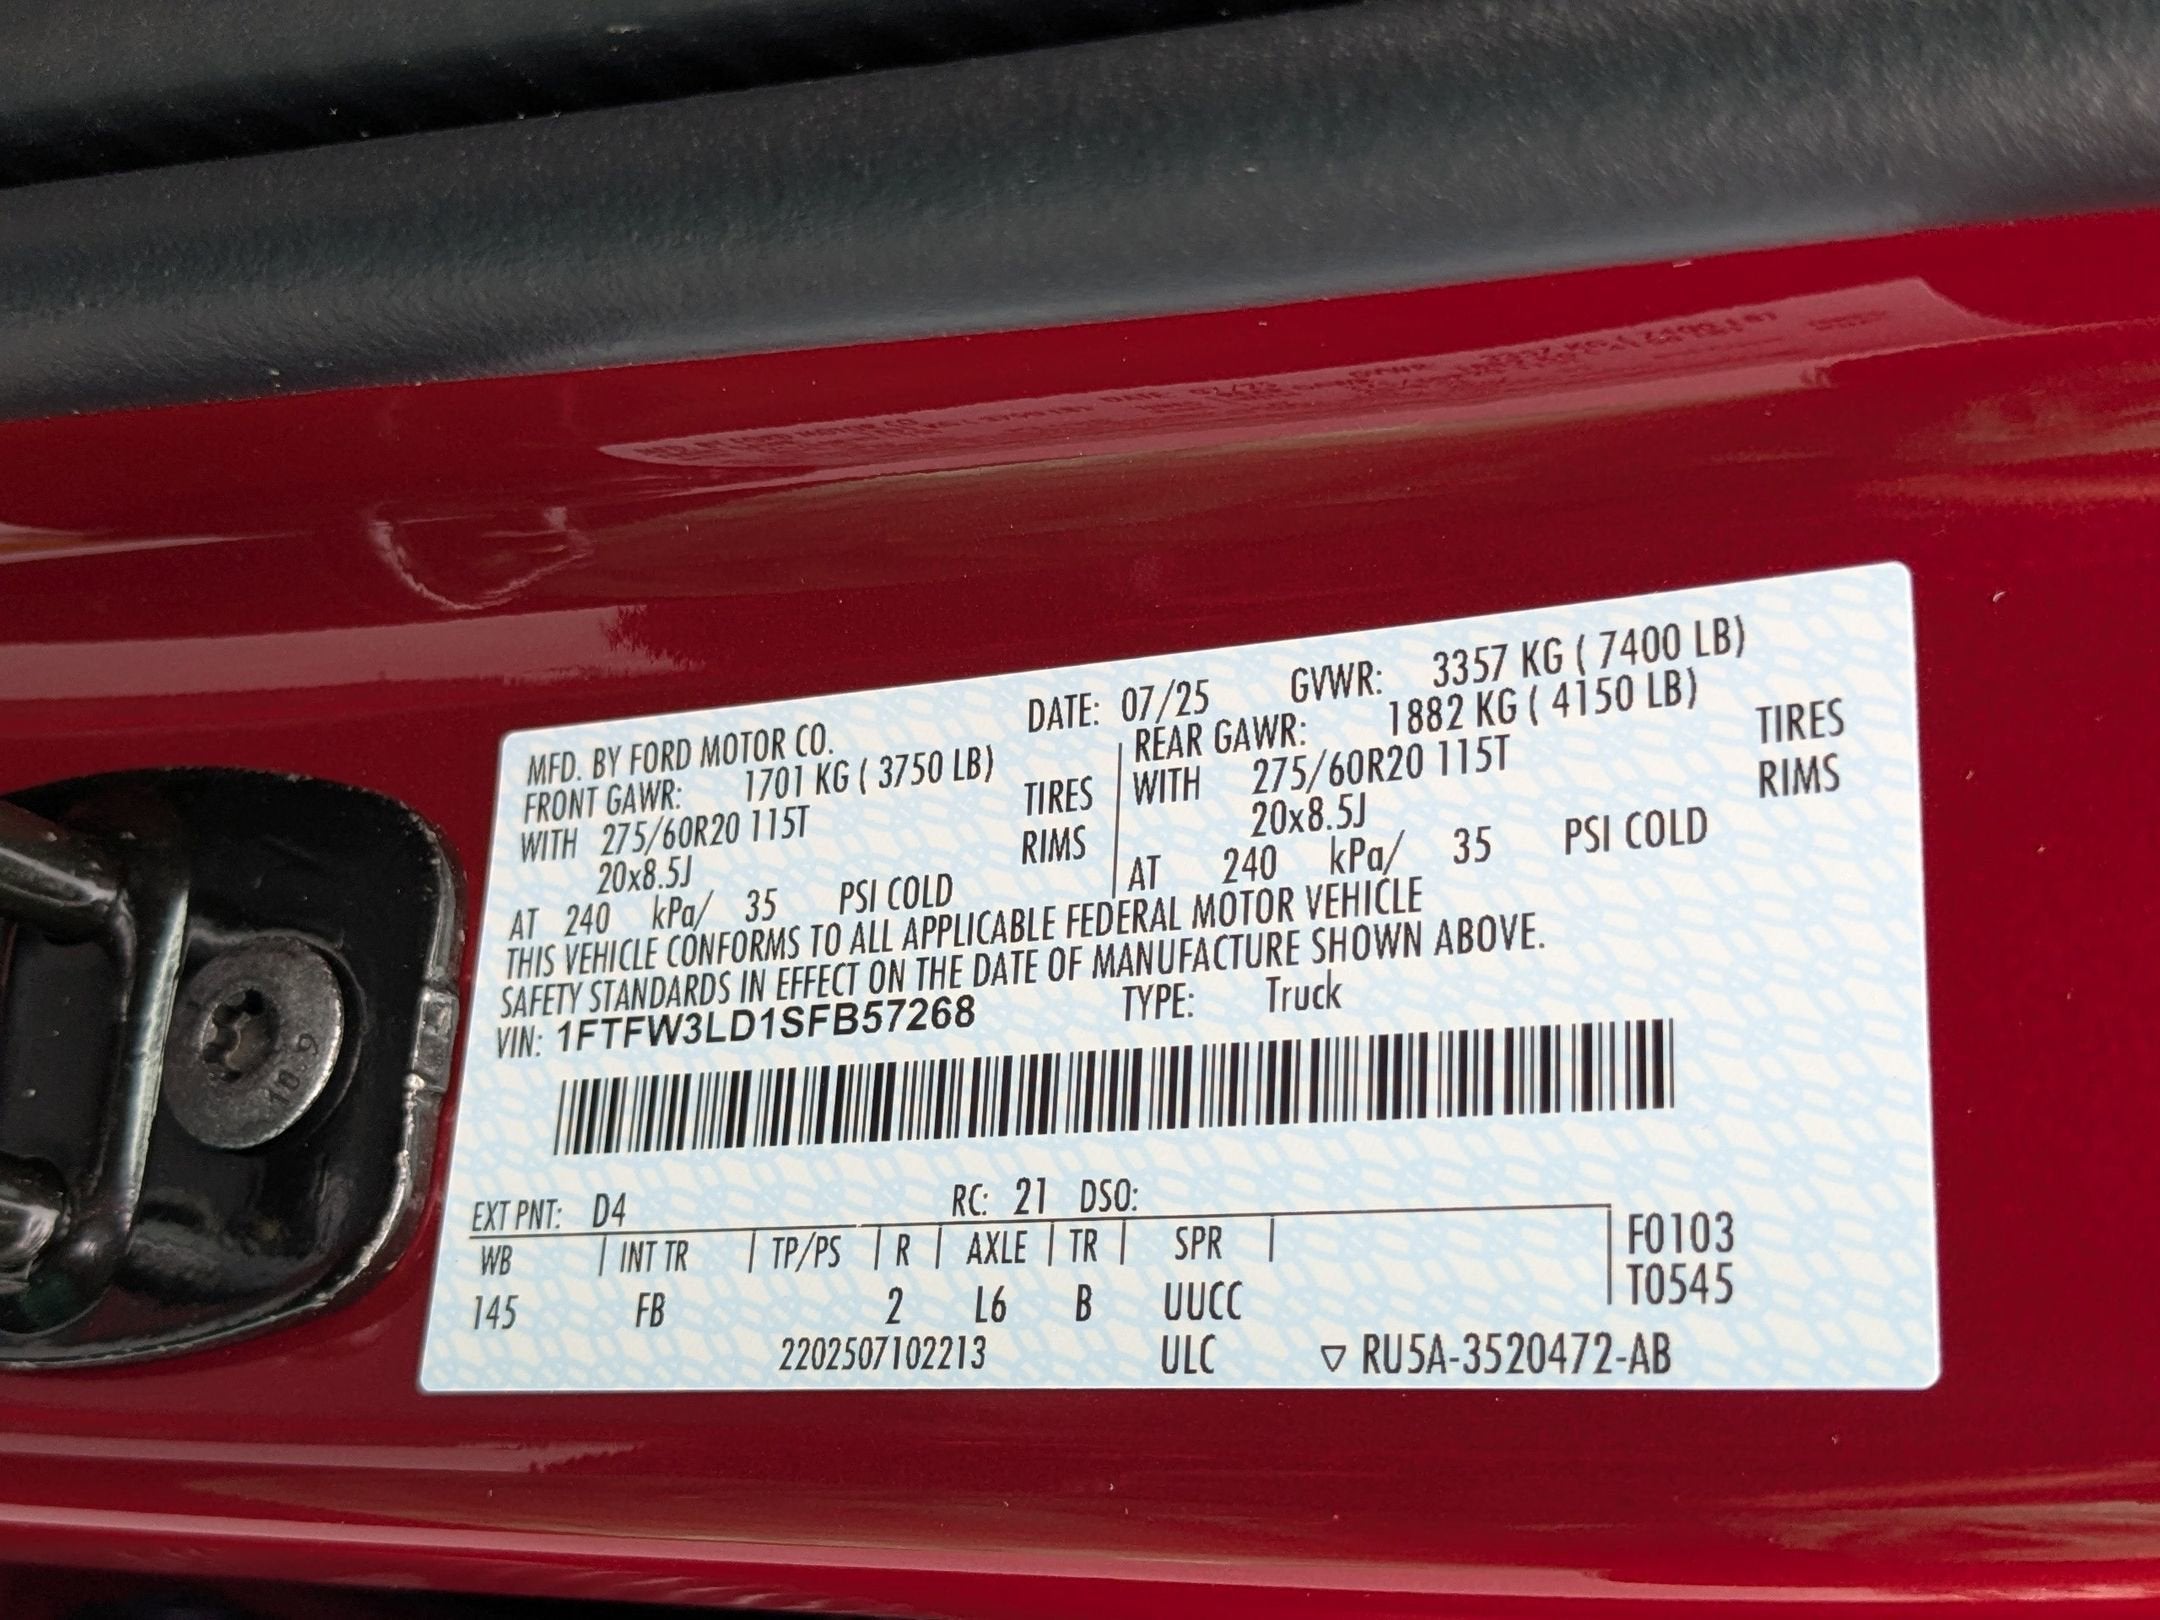 MFD. BY FORD MOTOR CO. DATE: 07/25 GVWR: 3357 KG ( 7400 LB)
FRONT GAWR: 1701 KG ( 3750 LB) REAR GAWR: 1882 KG ( 4150 LB)
WITH 275/60R20 115T TIRES WITH 275/60R20 115T TIRES
20x8.5J RIMS 20x8.5J RIMS
AT 240 kPa/ 35 PSI COLD AT 240 kPa/ 35 PSI COLD
THIS VEHICLE CONFORMS TO ALL APPLICABLE FEDERAL MOTOR VEHICLE
SAFETY STANDARDS IN EFFECT ON THE DATE OF MANUFACTURE SHOWN ABOVE.
VIN: 1FTFW3LD1SFB57268 TYPE: Truck
EXT PNT: D4 RC: 21 DSO:
WB INT TR TP/PS R AXLE TR SPR F0103
145 FB 2 L6 B UUCC T0545
2202507102213 ULC ▽ RU5A-3520472-AB
10.9